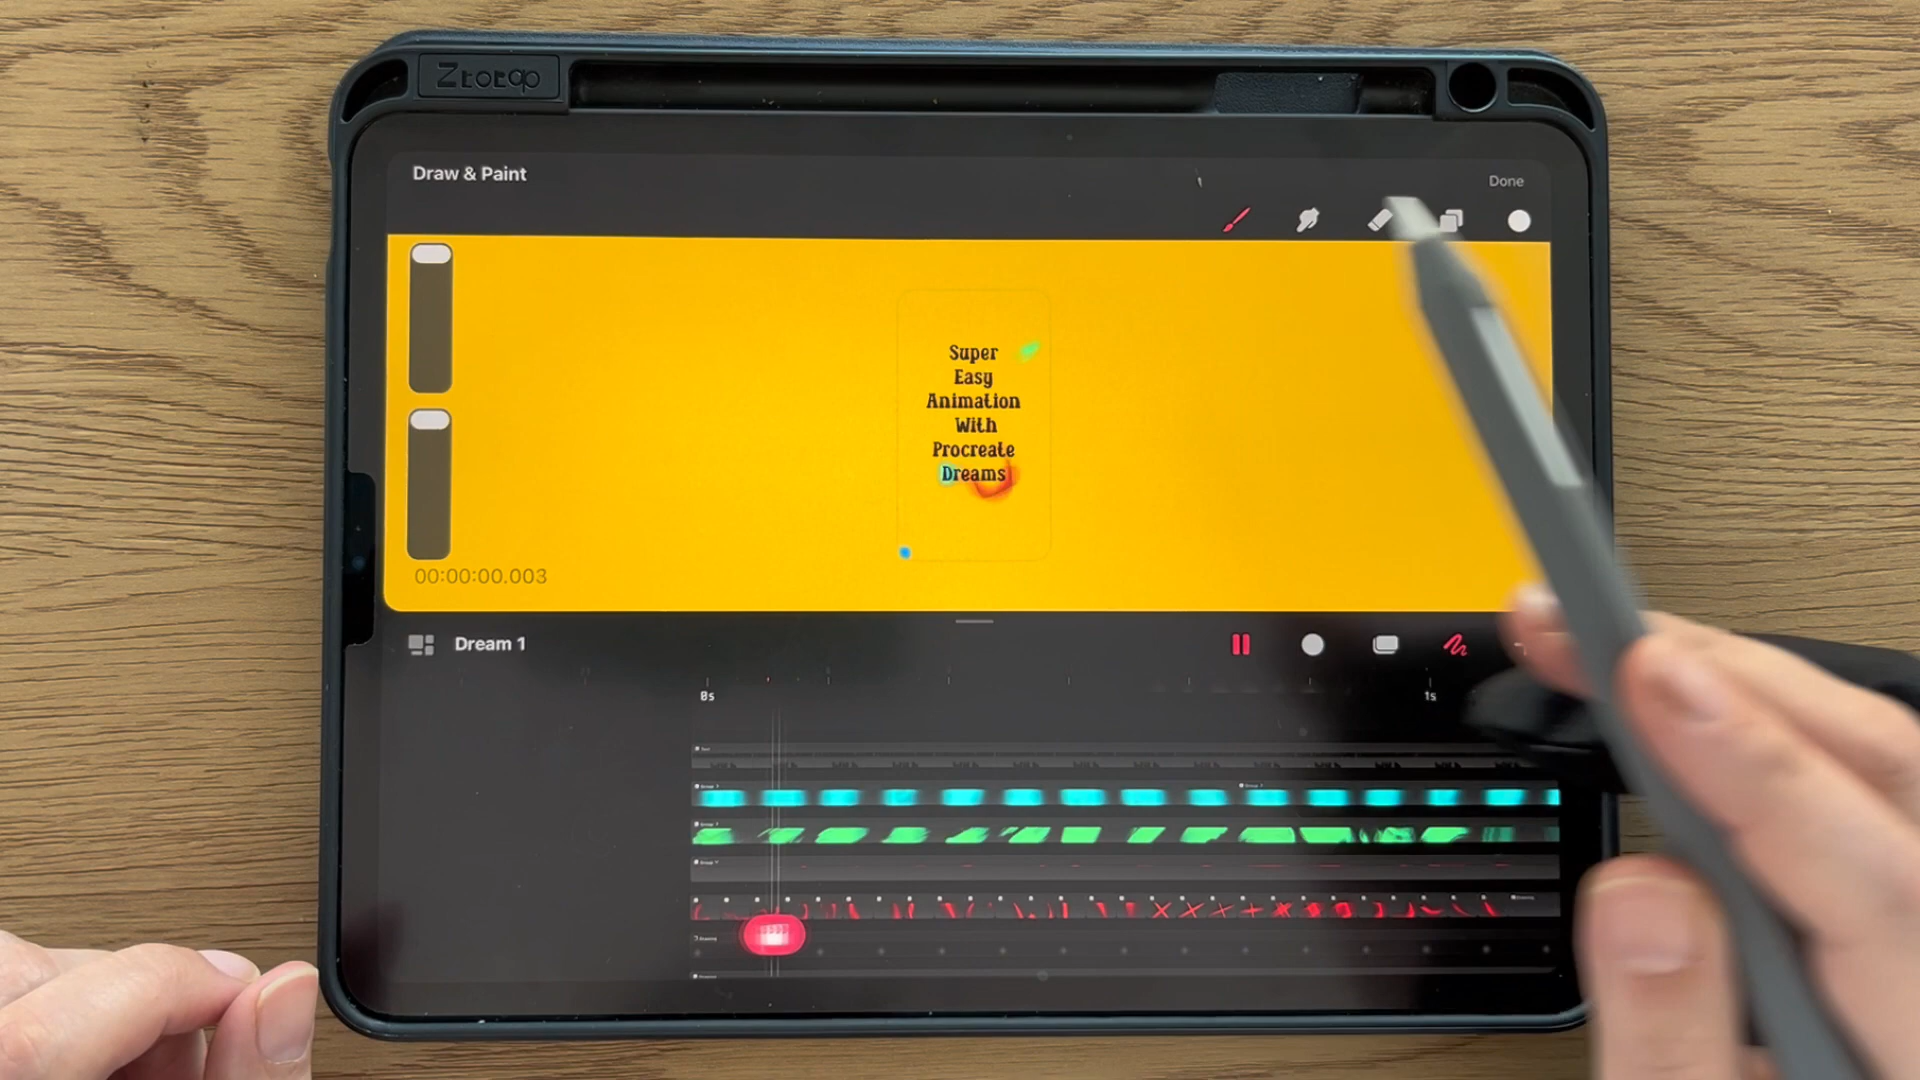 ZtotoP
Draw & Paint
Done
Super
Easy
Animation
With
Procreate
Dreams
00:00:00.003
Dream 1
0s
1s